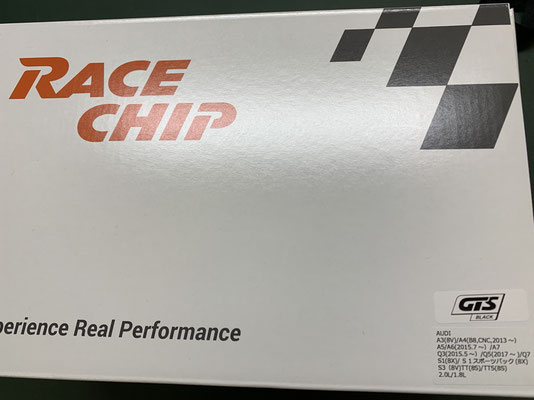 RACE
CHIP
perience Real Performance
GTS
BLACK
AUDI
A3(8V)/A4(B8,CNC,2013～)
A5/A6(2015.7～) /A7
Q3(2015.5～) /Q5(2017～)/Q7
S1(8X)/ S１スポーツパック(8X)
S3（8V)TT(8S)/TTS(8S)
2.0L/1.8L